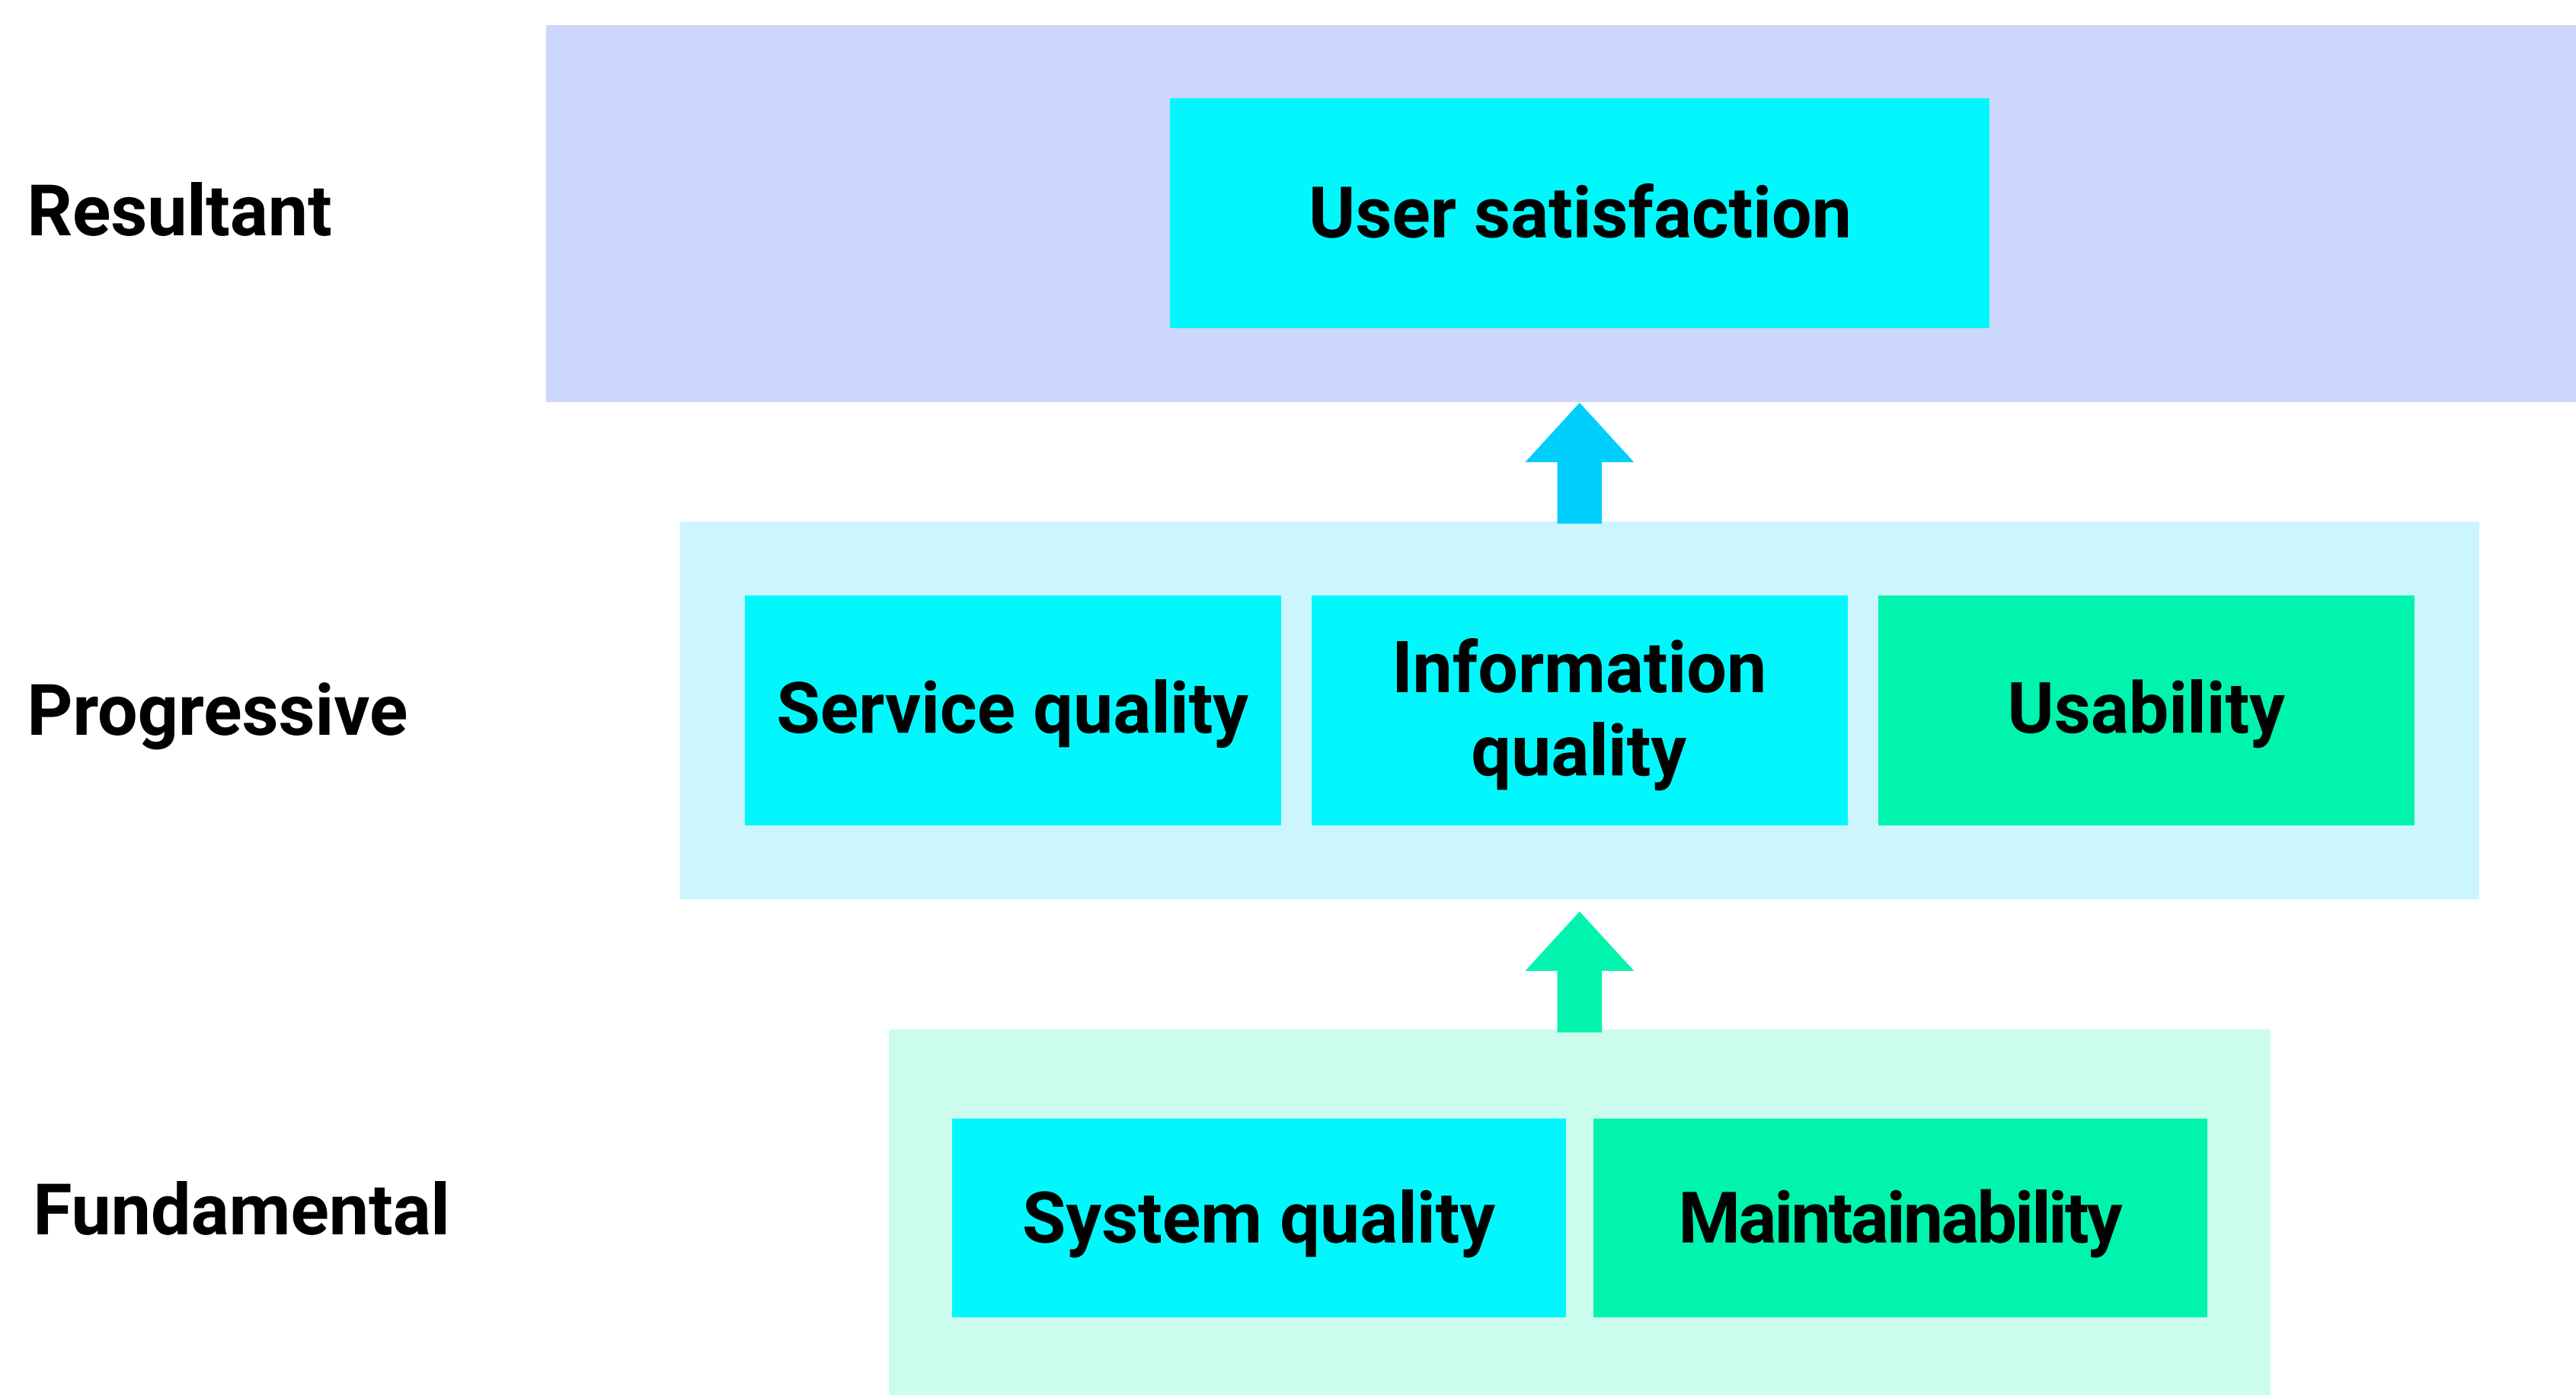 Resultant
User satisfaction
Progressive
Service quality
Information
quality
Usability
Fundamental
System quality
Maintainability